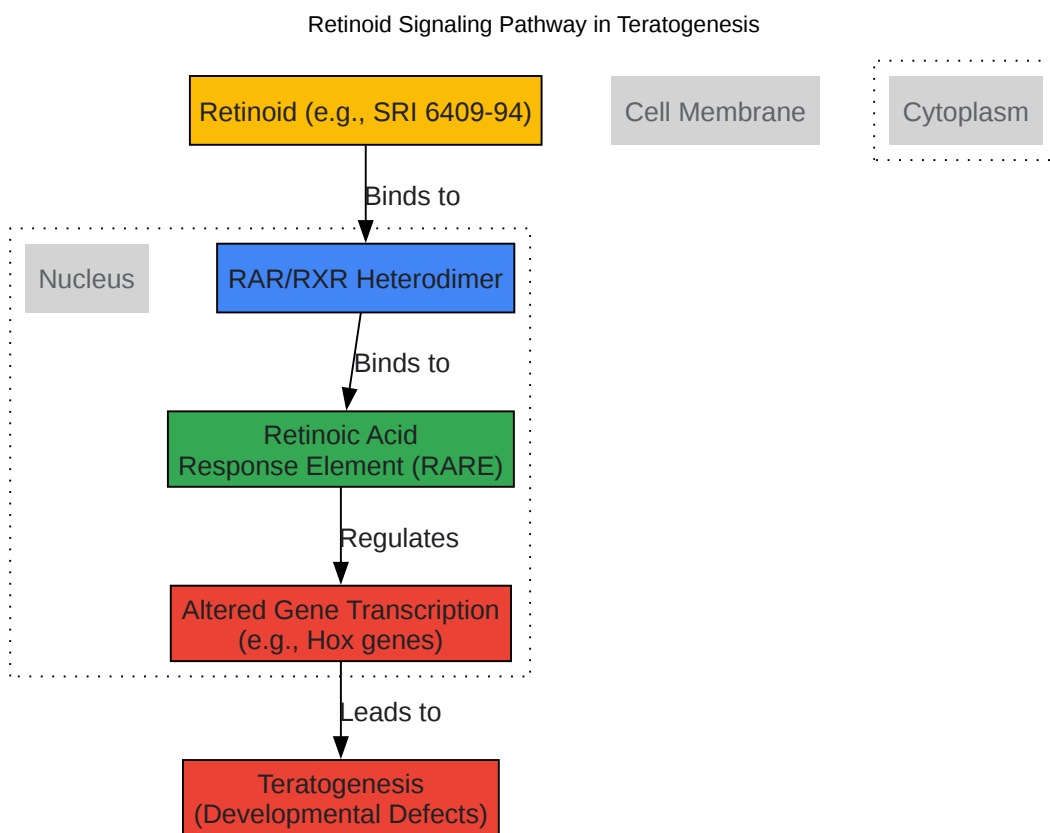 Retinoid Signaling Pathway in Teratogenesis
Retinoid (e.g., SRI 6409-94)
Cell Membrane
Cytoplasm
Binds to
Nucleus
RAR/RXR Heterodimer
Binds to
Retinoic Acid
Response Element (RARE)
Regulates
Altered Gene Transcription
(e.g., Hox genes)
Leads to
Teratogenesis
(Developmental Defects)